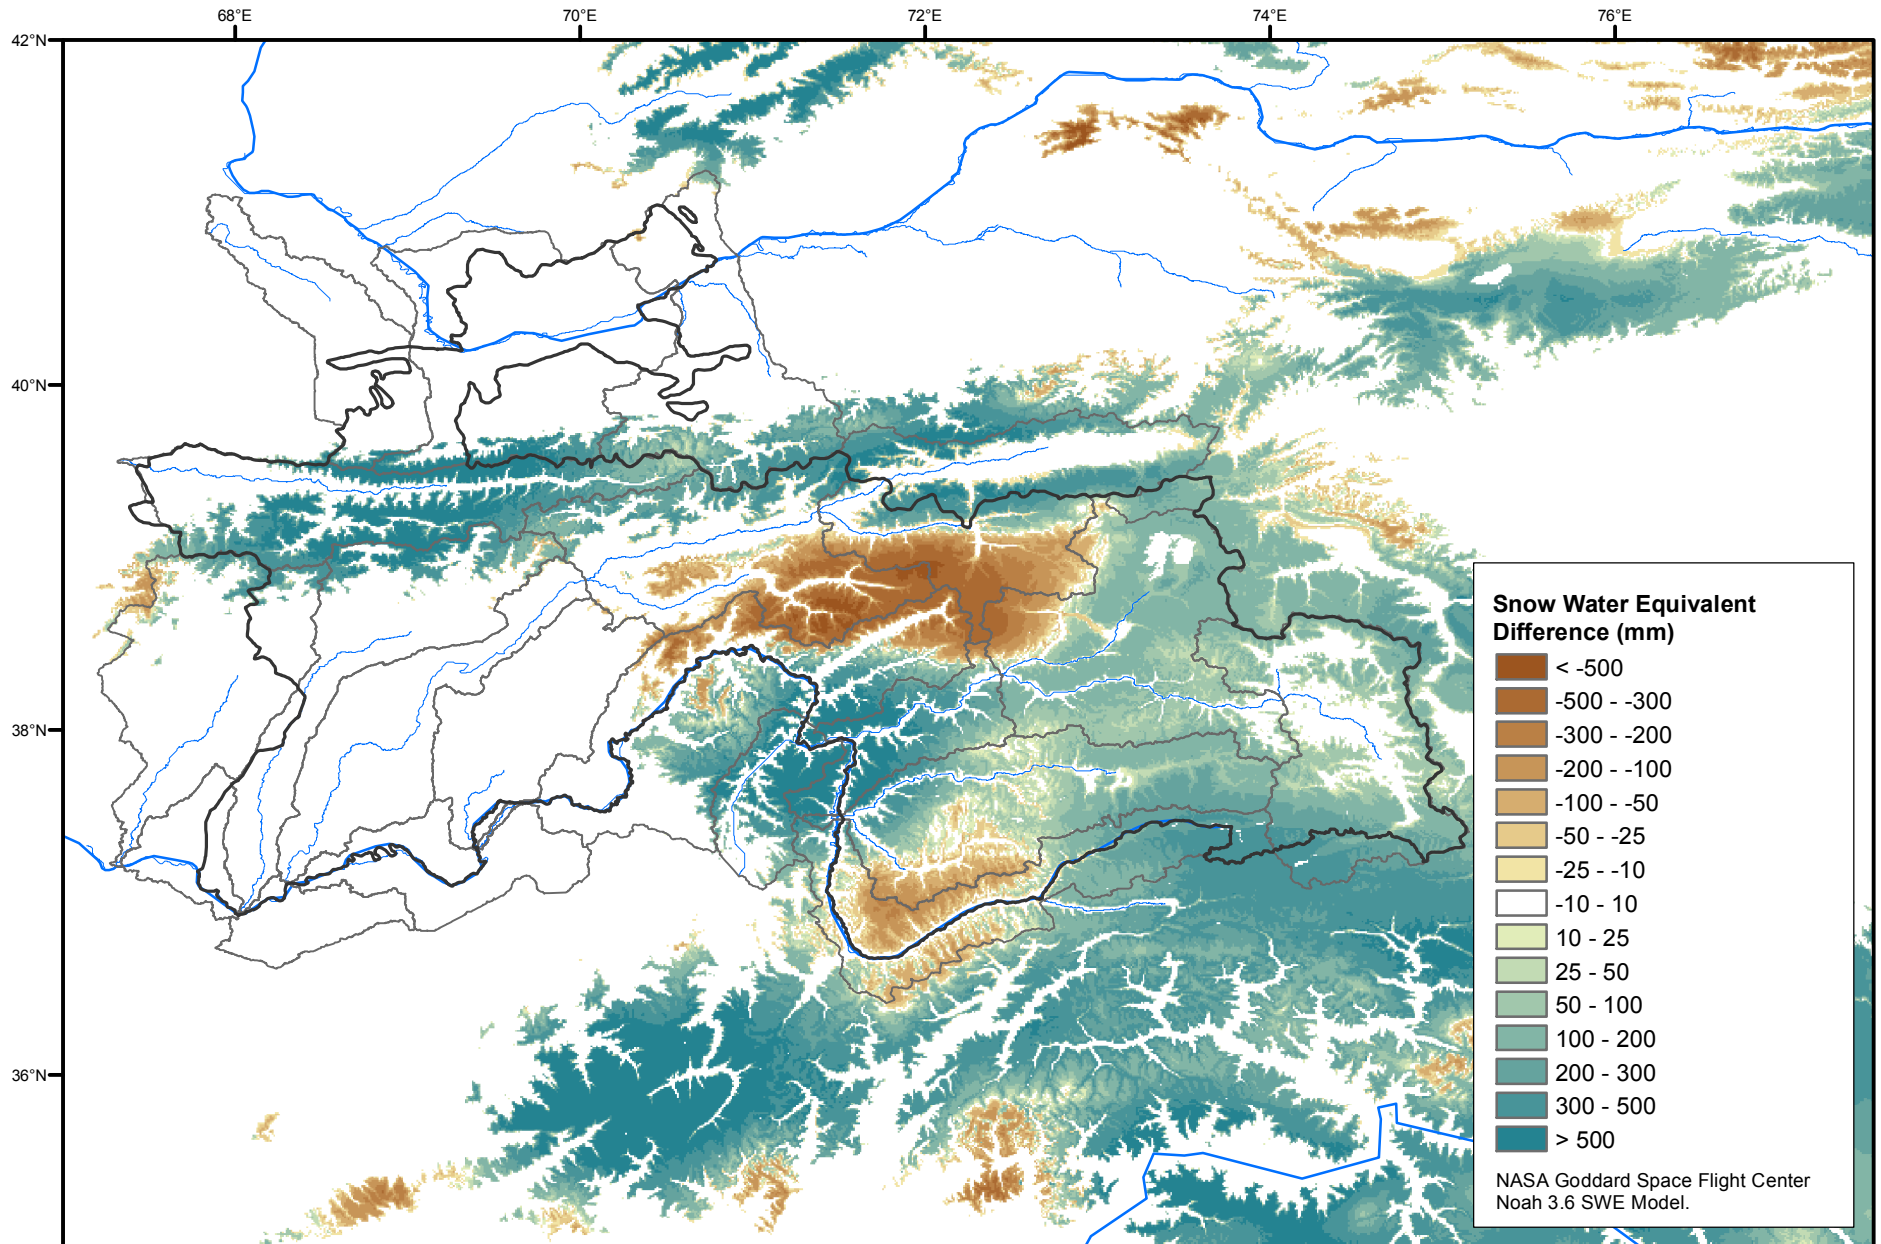 68°E 70°E 72°E 74°E 76°E
42°N
40°N
38°N
36°N
Snow Water Equivalent
Difference (mm)
< -500
-500 - -300
-300 - -200
-200 - -100
-100 - -50
-50 - -25
-25 - -10
-10 - 10
10 - 25
25 - 50
50 - 100
100 - 200
200 - 300
300 - 500
> 500
NASA Goddard Space Flight Center
Noah 3.6 SWE Model.